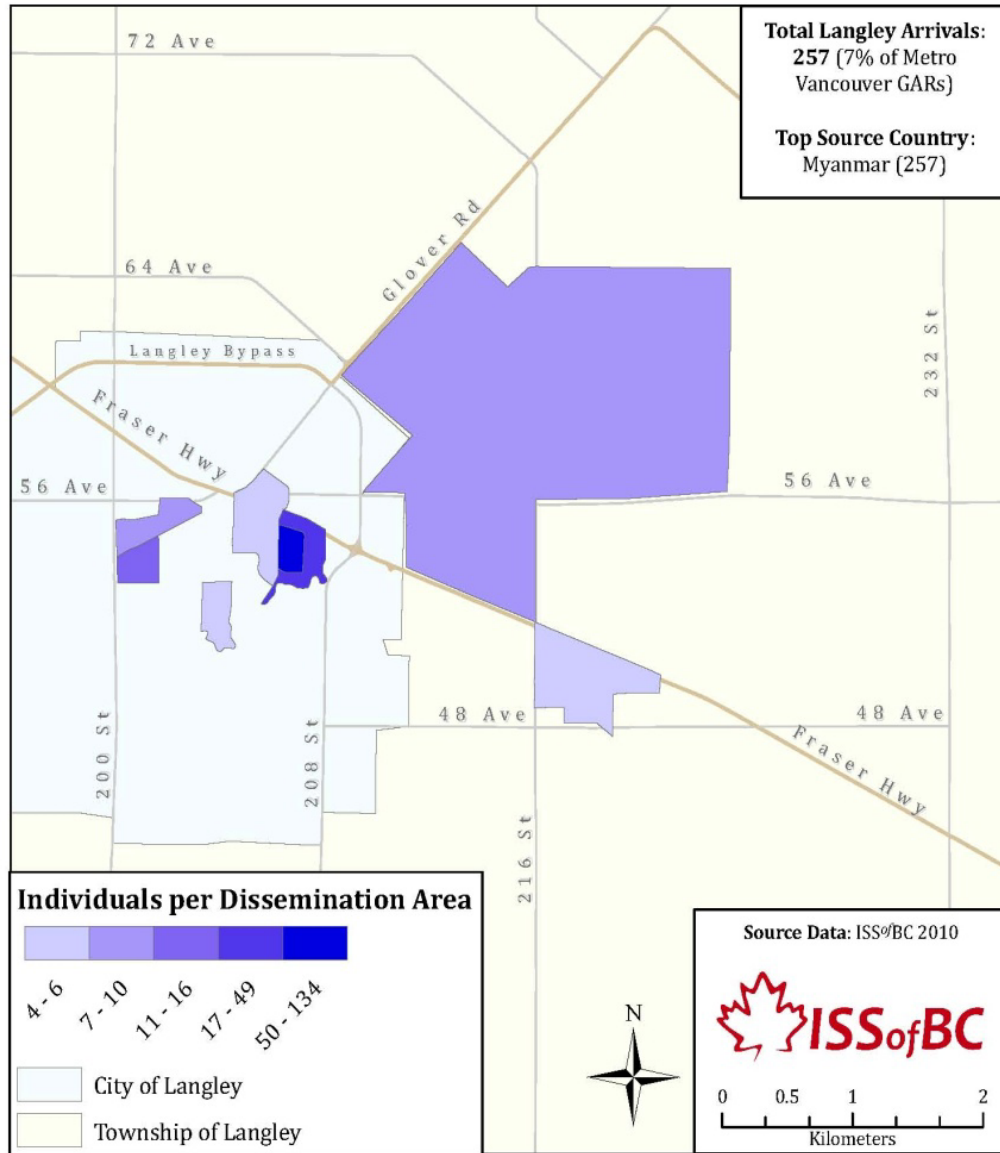 72 Ave
Total Langley Arrivals:
257 (7% of Metro
Vancouver GARs)
Top Source Country:
Myanmar (257)
Glover Rd
64 Ave
232 St
Langley Bypass
Fraser Hwy
56 Ave
56 Ave
200 St
208 St
48 Ave
48 Ave
Fraser Hwy
216 St
Individuals per Dissemination Area
4 - 6
7 - 10
11 - 16
17 - 49
50 - 134
City of Langley
Township of Langley
N
Source Data: ISSofBC 2010
ISSofBC
0 0.5 1 2
Kilometers